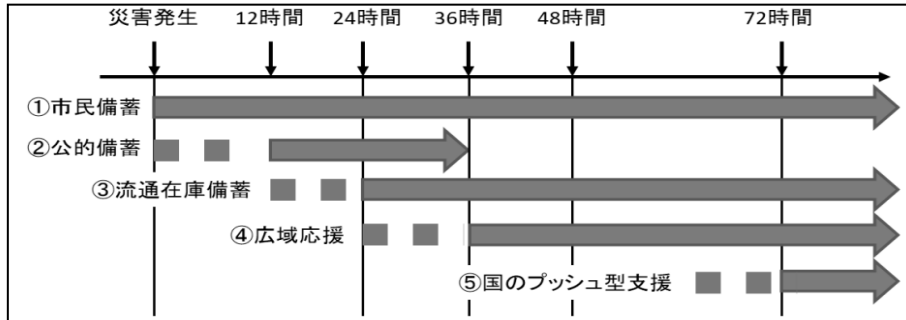 災害発生 12時間 24時間 36時間 48時間 72時間
①市民備蓄
②公的備蓄
③流通在庫備蓄
④広域応援
⑤国のプッシュ型支援